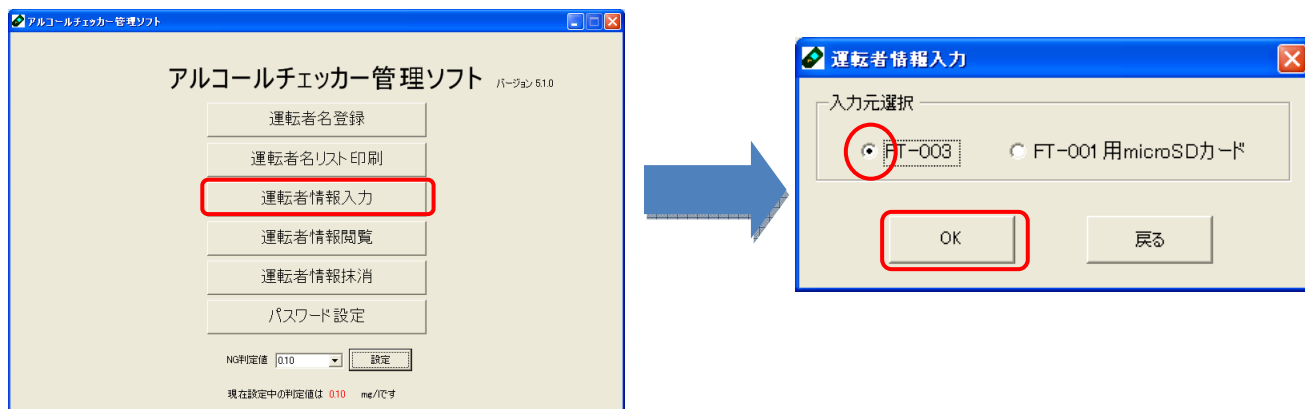 アルコールチェッカー管理ソフト
アルコールチェッカー管理ソフト バージョン 5.1.0
運転者名登録
運転者名リスト印刷
運転者情報入力
運転者情報閲覧
運転者情報抹消
パスワード設定
NG判定値 0.10 設定
現在設定中の判定値は 0.10 mg/lです
運転者情報入力
入力元選択
FT-003 FT-001用microSDカード
OK 戻る